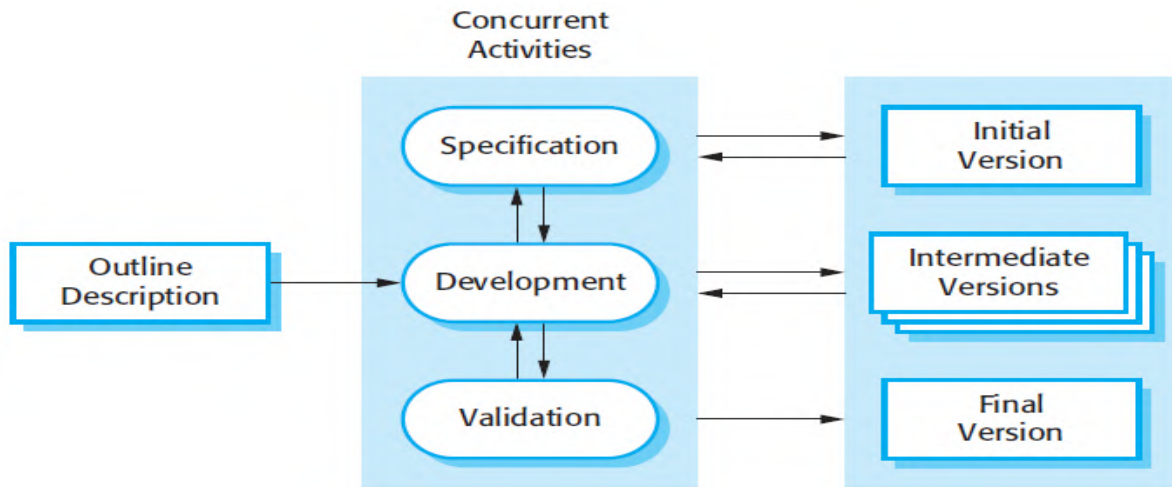 Concurrent
Activities
Specification
Initial
Version
Outline
Description
Development
Intermediate
Versions
Validation
Final
Version